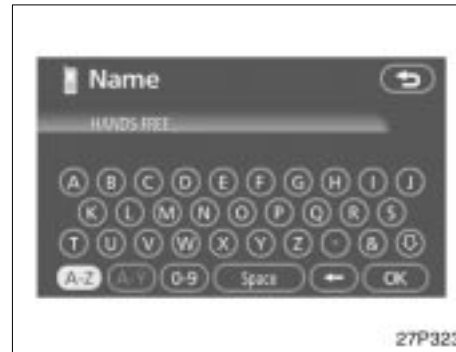 Name
HANDS FREE
A B C D E F G H I J
K L M N O P Q R S
T U V W X Y Z &
A-Z 0-9 Space OK
27P323